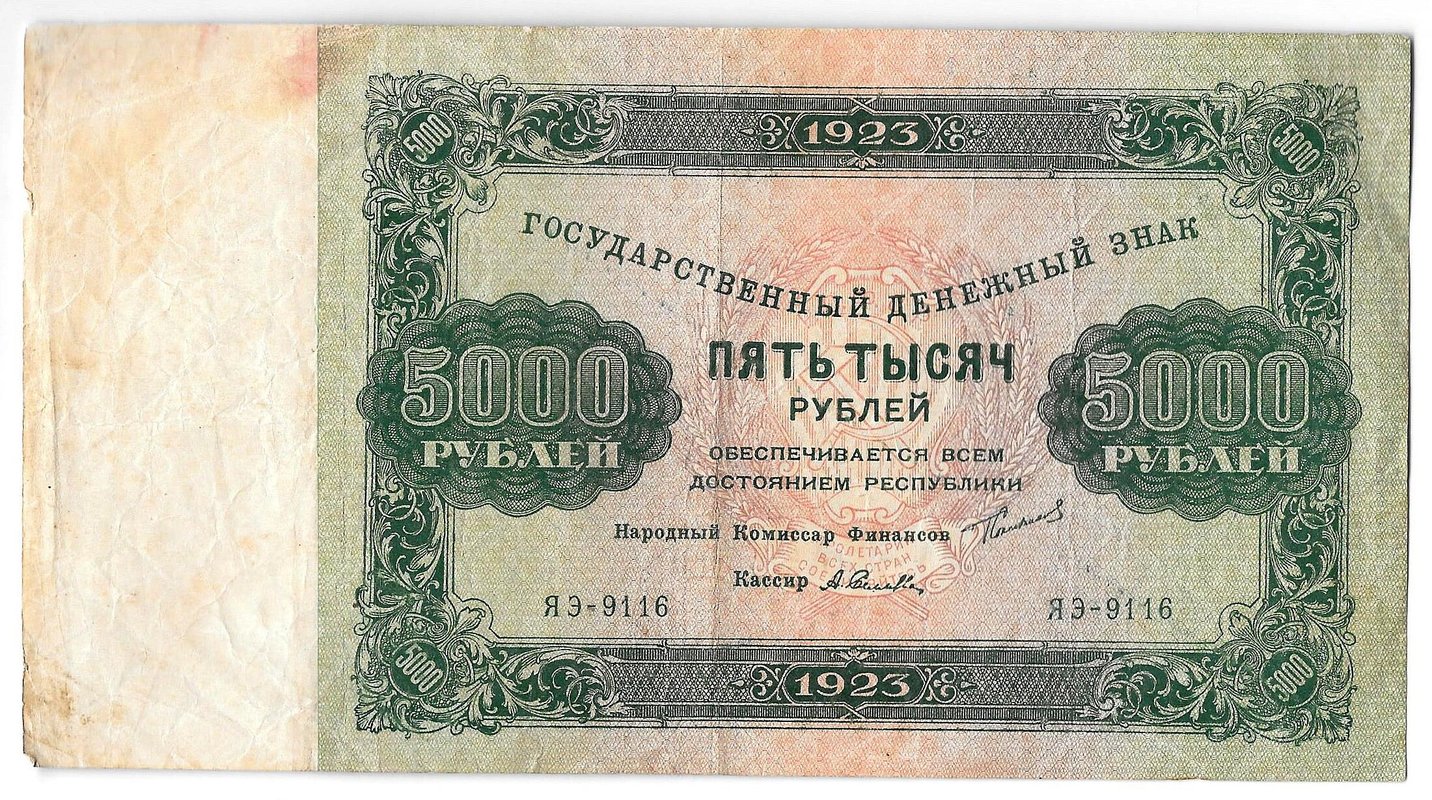 5000
1923
5000
ГОСУДАРСТВЕННЫЙ ДЕНЕЖНЫЙ ЗНАК
5000
РУБЛЕЙ
ПЯТЬ ТЫСЯЧ
РУБЛЕЙ
5000
РУБЛЕЙ
ОБЕСПЕЧИВАЕТСЯ ВСЕМ
ДОСТОЯНИЕМ РЕСПУБЛИКИ
Народный Комиссар Финансов
Кассир
ЯЭ-9116
ЯЭ-9116
5000
1923
5000